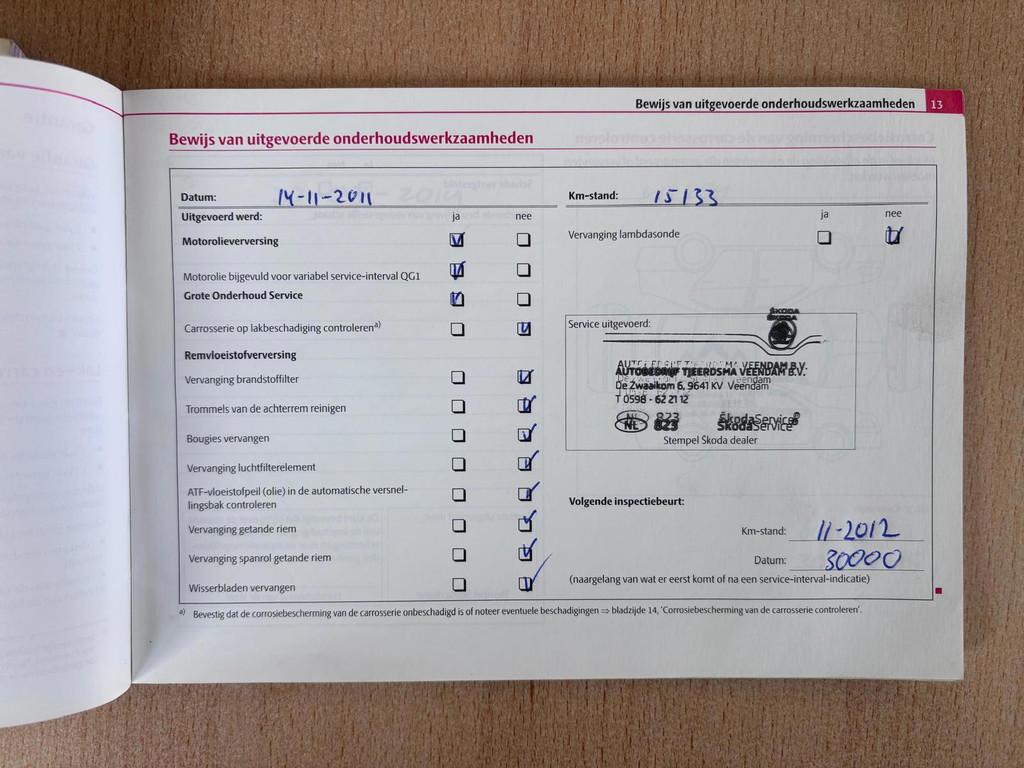 Bewijs van uitgevoerde onderhoudswerkzaamheden 13
Bewijs van uitgevoerde onderhoudswerkzaamheden
Datum: 14-11-2011
Uitgevoerd werd: ja nee
Motorolieverversing
Motorolie bijgevuld voor variabel service-interval QG1
Grote Onderhoud Service
Carrosserie op lakbeschadiging controleren a)
Remvloeistofverversing
Vervanging brandstoffilter
Trommels van de achterrem reinigen
Bougies vervangen
Vervanging luchtfilterelement
ATF-vloeistofpeil (olie) in de automatische versnel-
lingsbak controleren
Vervanging getande riem
Vervanging spanrol getande riem
Wisserbladen vervangen
Km-stand: 15133
ja nee
Vervanging lambdasonde
Service uitgevoerd:
ŠKODA
AUTOBEDRIJF TJEERDSMA VEENDAM B.V.
De Zwaaikom 6, 9641 KV Veendam
T 0598 - 62 21 12
NL 823 ŠkodaService
Stempel Škoda dealer
Volgende inspectiebeurt:
Km-stand: 11-2012
Datum: 30000
(naargelang van wat er eerst komt of na een service-interval-indicatie)
a) Bevestig dat de corrosiebescherming van de carrosserie onbeschadigd is of noteer eventuele beschadigingen ⇒ bladzijde 14, 'Corrosiebescherming van de carrosserie controleren'.